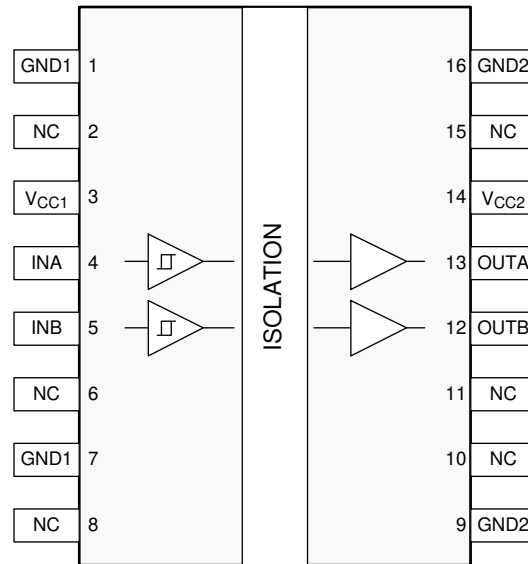 GND1 1 16 GND2
NC 2 15 NC
VCC1 3 14 VCC2
INA 4 13 OUTA
INB 5 12 OUTB
NC 6 11 NC
GND1 7 10 NC
NC 8 9 GND2
ISOLATION